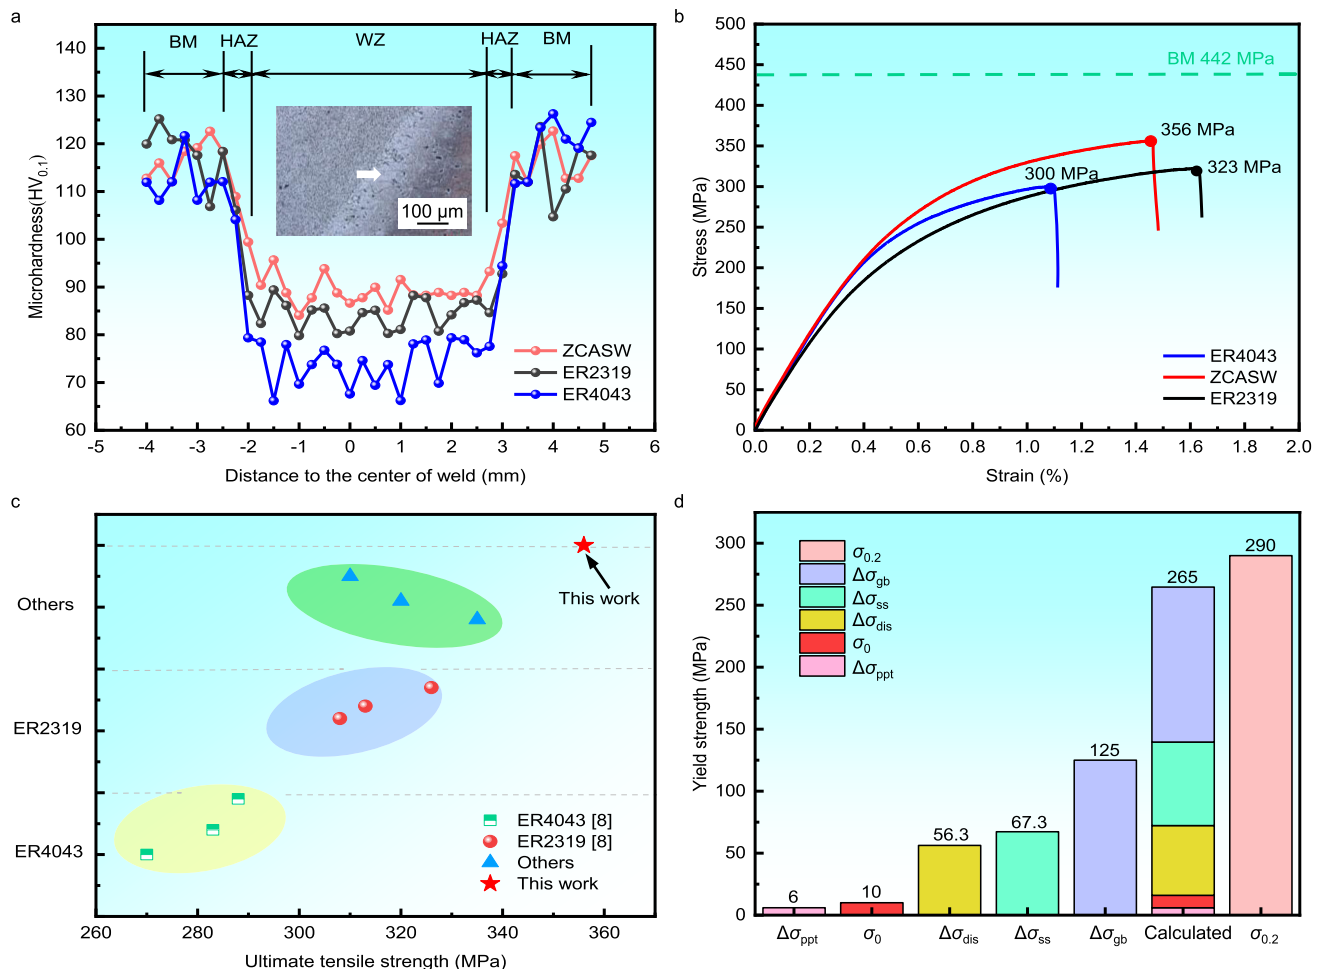 a
BM HAZ WZ HAZ BM
140
130
120
110
100
90
80
70
60
Microhardness(HV0.1)
100 μm
ZCASW
ER2319
ER4043
-5 -4 -3 -2 -1 0 1 2 3 4 5 6
Distance to the center of weld (mm)
b
500
450
400
350
300
250
200
150
100
50
0
Stress (MPa)
BM 442 MPa
356 MPa
300 MPa
323 MPa
ER4043
ZCASW
ER2319
0.0 0.2 0.4 0.6 0.8 1.0 1.2 1.4 1.6 1.8 2.0
Strain (%)
c
Others
ER2319
ER4043
This work
ER4043 [8]
ER2319 [8]
Others
This work
260 280 300 320 340 360
Ultimate tensile strength (MPa)
d
300
250
200
150
100
50
0
Yield strength (MPa)
σ0.2
Δσgb
Δσss
Δσdis
σ0
Δσppt
6 10 56.3 67.3 125 265 290
Δσppt σ0 Δσdis Δσss Δσgb Calculated σ0.2